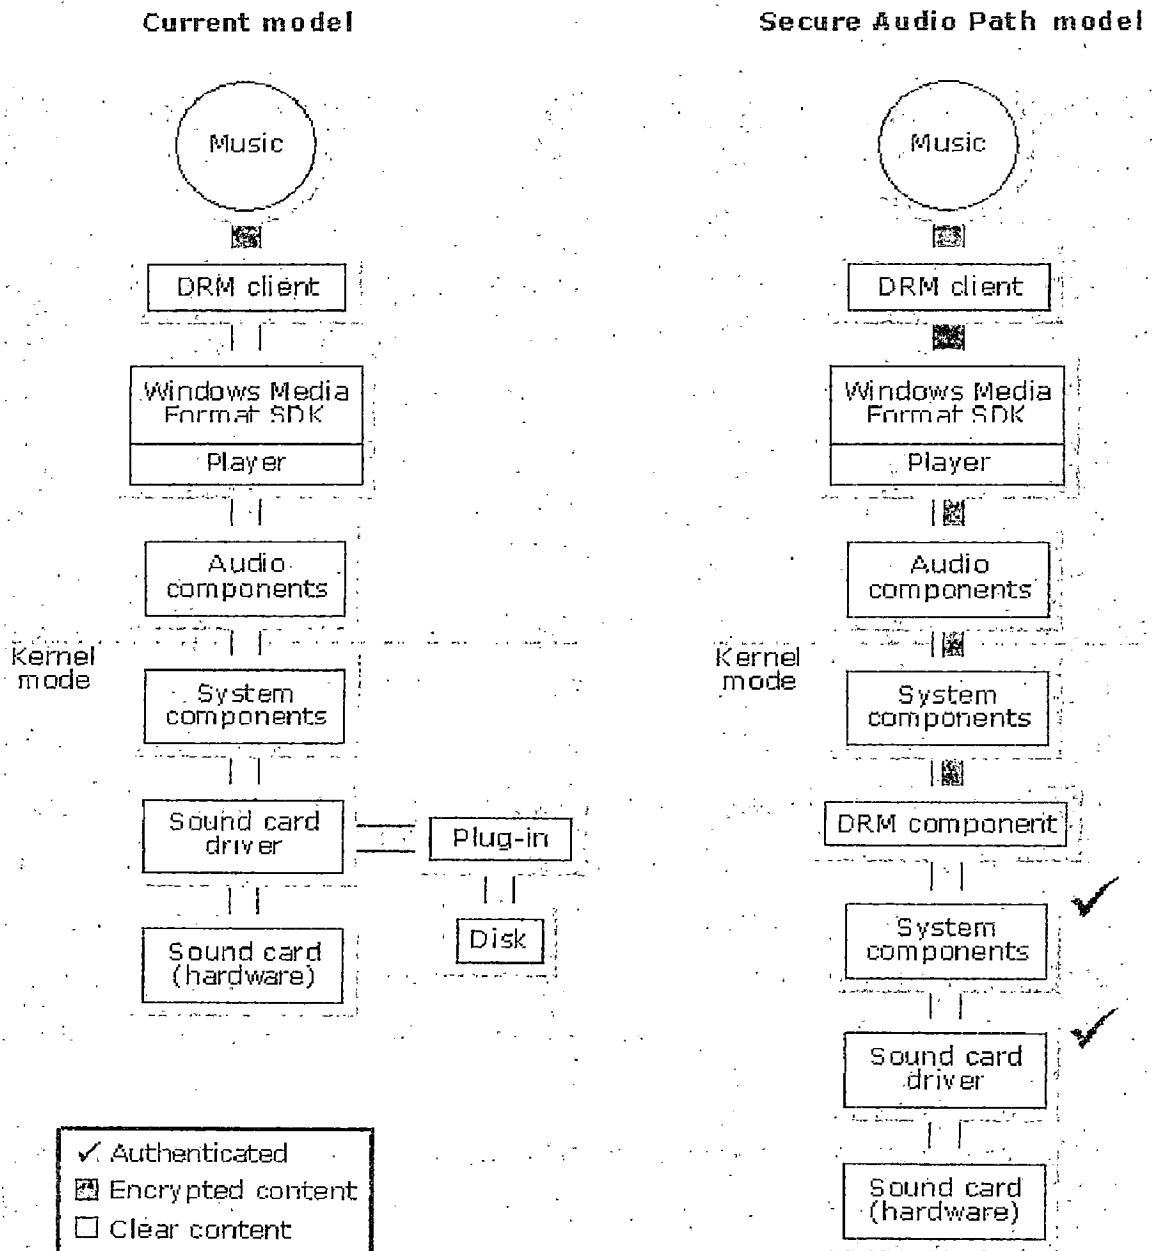 Current model
Music
DRM client
Windows Media
Format SDK
Player
Audio
components
Kernel
mode
System
components
Sound card
driver
Plug-in
Disk
Sound card
(hardware)
✓ Authenticated
Encrypted content
Clear content
Secure Audio Path model
Music
DRM client
Windows Media
Format SDK
Player
Audio
components
Kernel
mode
System
components
DRM component
System
components
Sound card
driver
Sound card
(hardware)